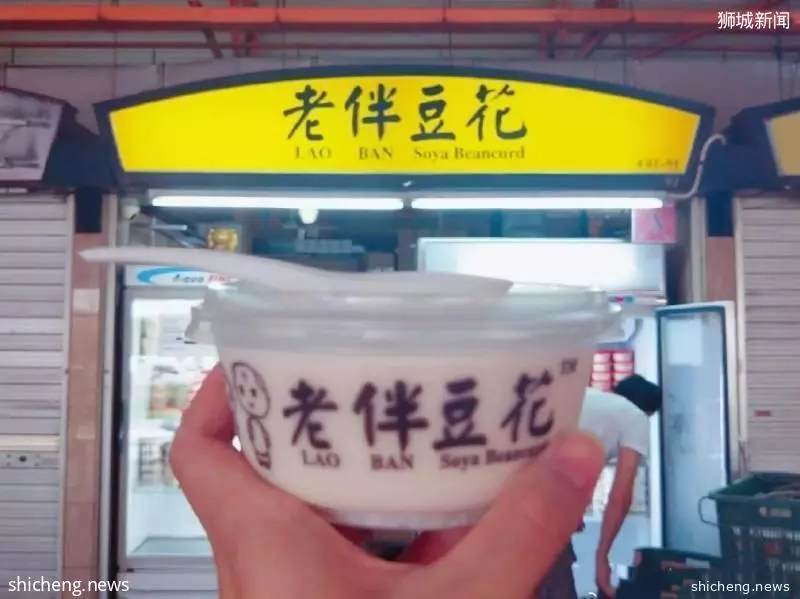 狮城新闻
老伴豆花
LAO BAN Soya Beancurd
老伴豆花 TM
LAO BAN Soya Beancurd
shicheng.news
shicheng.news